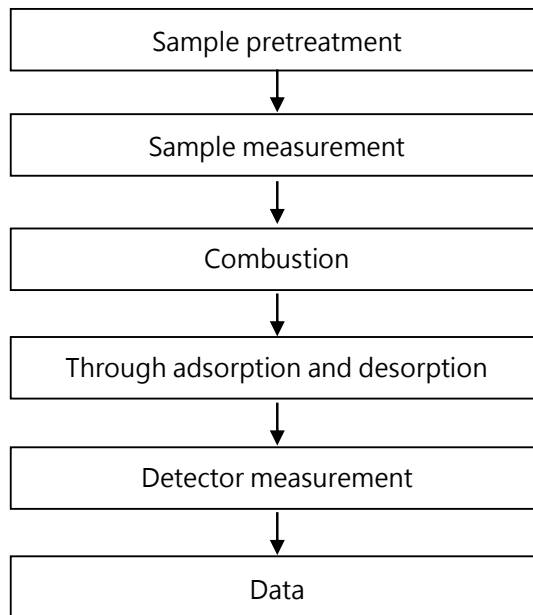 Sample pretreatment
Sample measurement
Combustion
Through adsorption and desorption
Detector measurement
Data